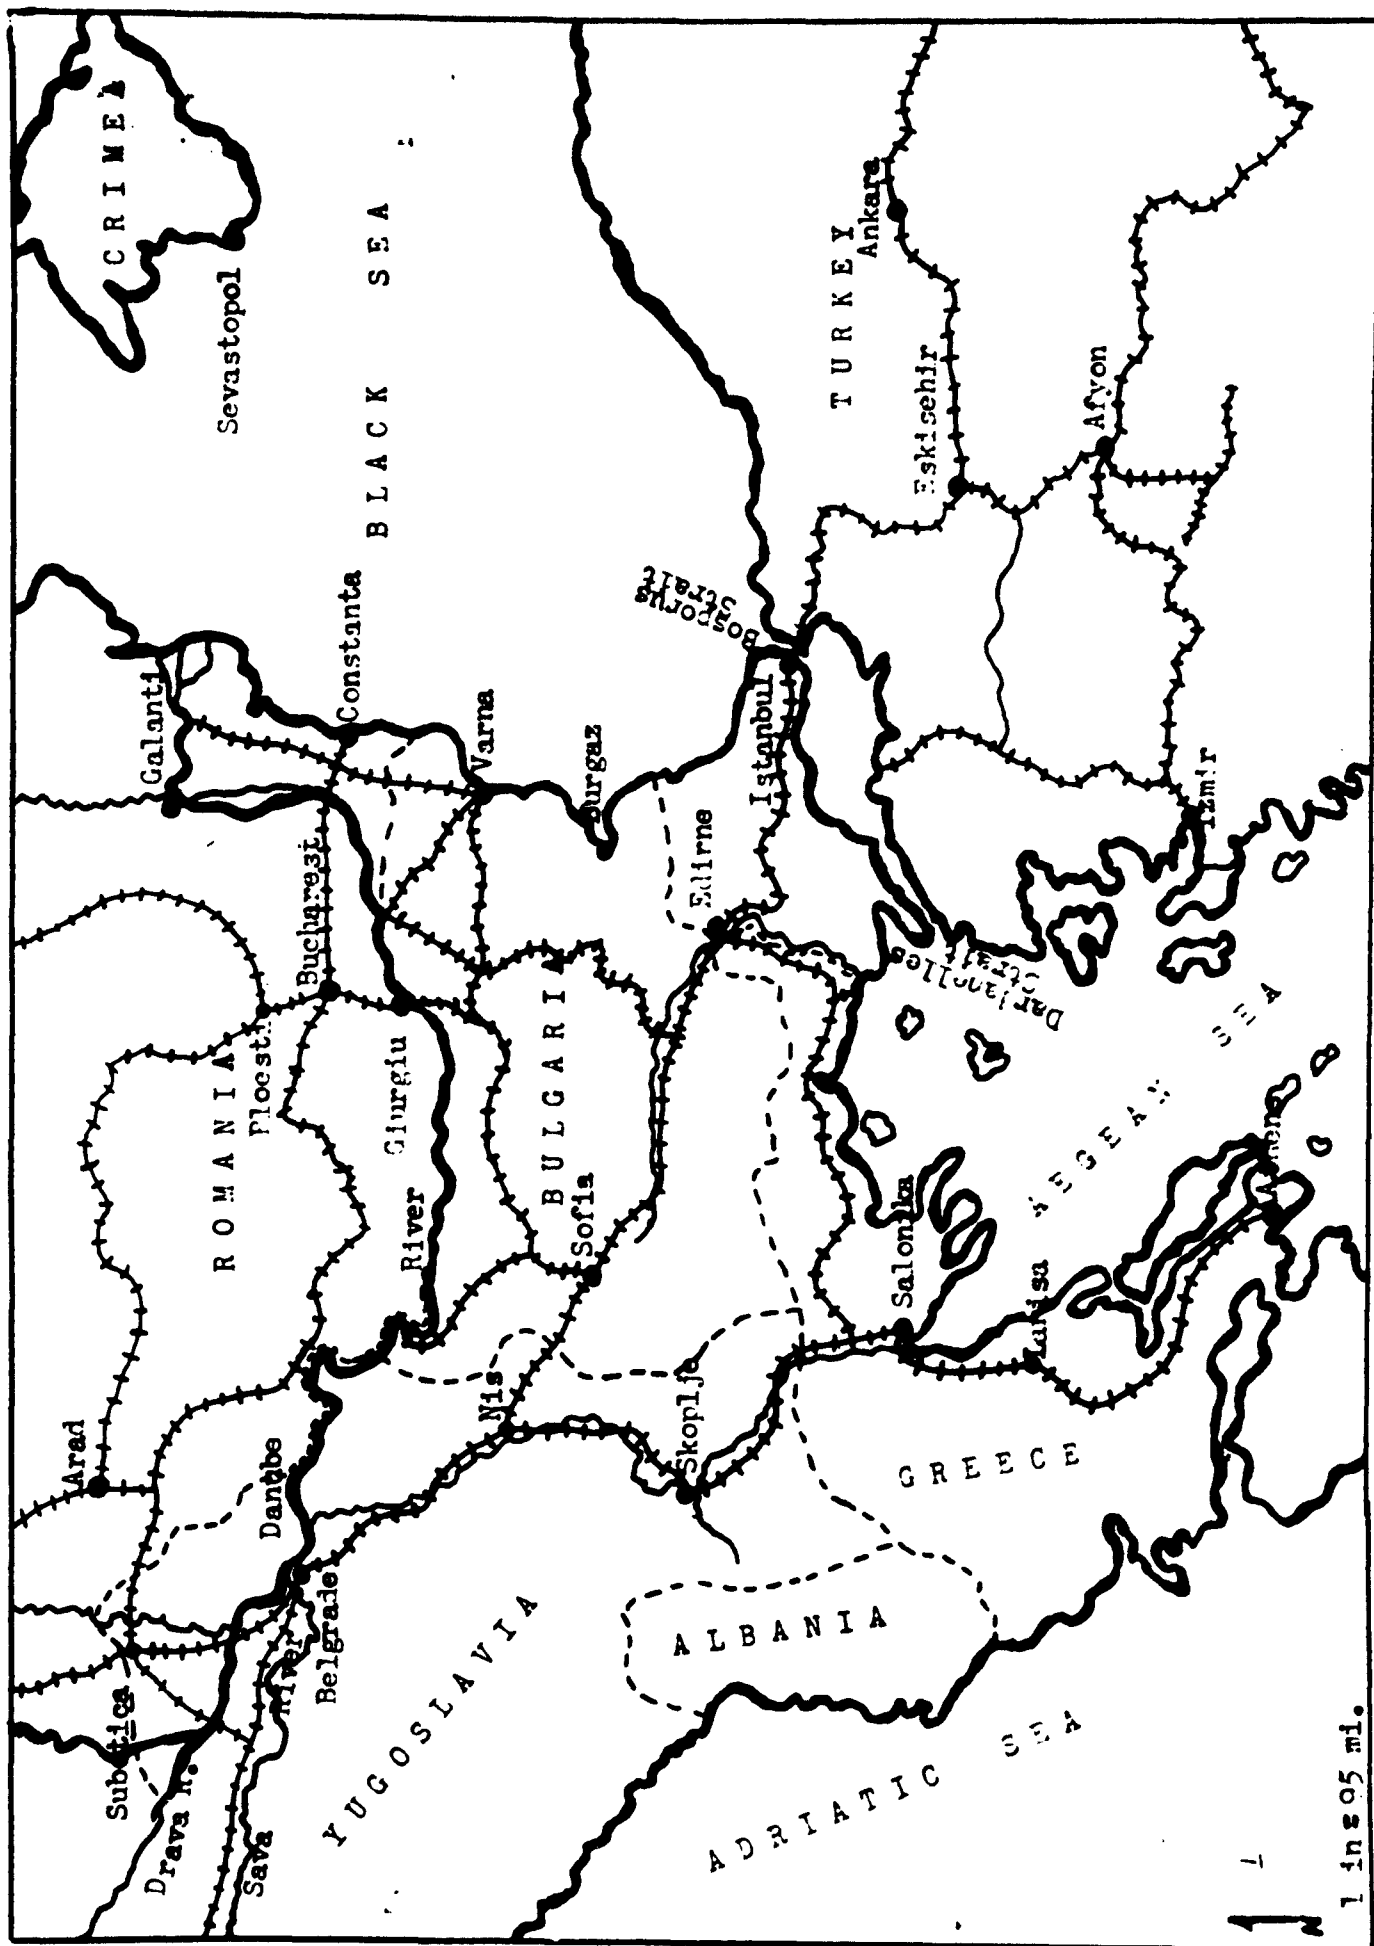 CRIMEA
Sevastopol
BLACK SEA
Galanti
Constanta
Varna
Burgaz
Bosporus
Strait
Istanbul
Edirne
TURKEY
Ankara
Eskisehir
Afyon
Izmir
Dardanelles
Strait
AEGEAN SEA
Arad
ROMANIA
Ploesti
Bucharest
Giurgiu
Danube
River
BULGARIA
Sofia
Nis
Skoplje
Salonika
Larisa
Athens
GREECE
Subotica
Drava R.
Sava
River
Belgrade
YUGOSLAVIA
ALBANIA
ADRIATIC SEA
N
1 in = 95 mi.